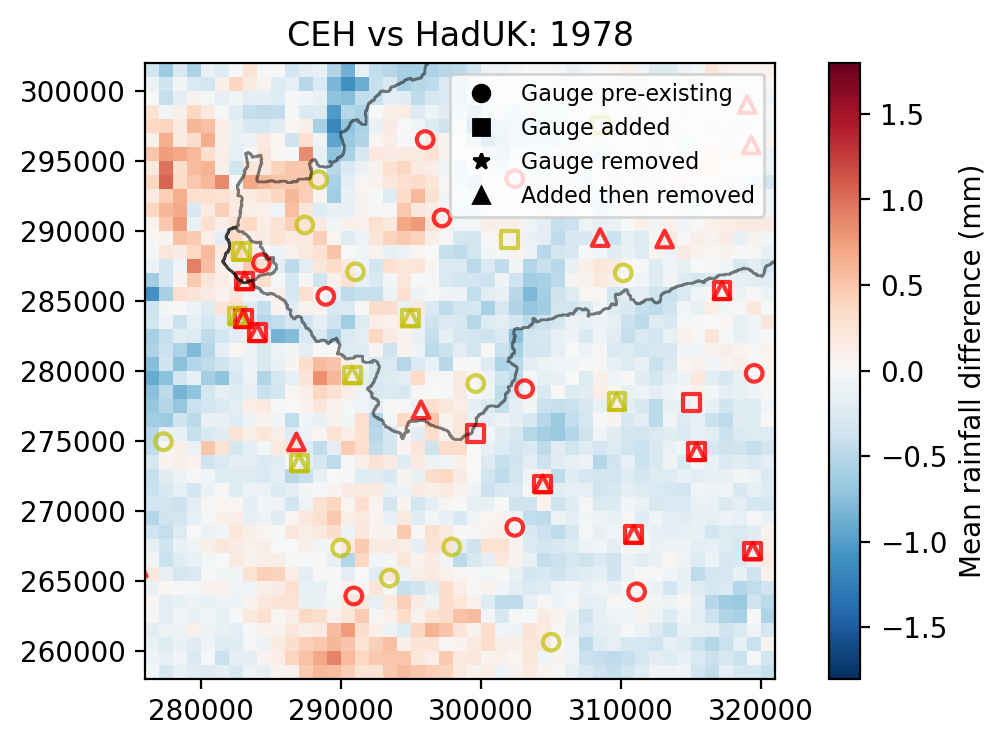 CEH vs HadUK: 1978
300000
295000
290000
285000
280000
275000
270000
265000
260000
280000 290000 300000 310000 320000
Gauge pre-existing
Gauge added
Gauge removed
Added then removed
1.5
1.0
0.5
0.0
−0.5
−1.0
−1.5
Mean rainfall difference (mm)